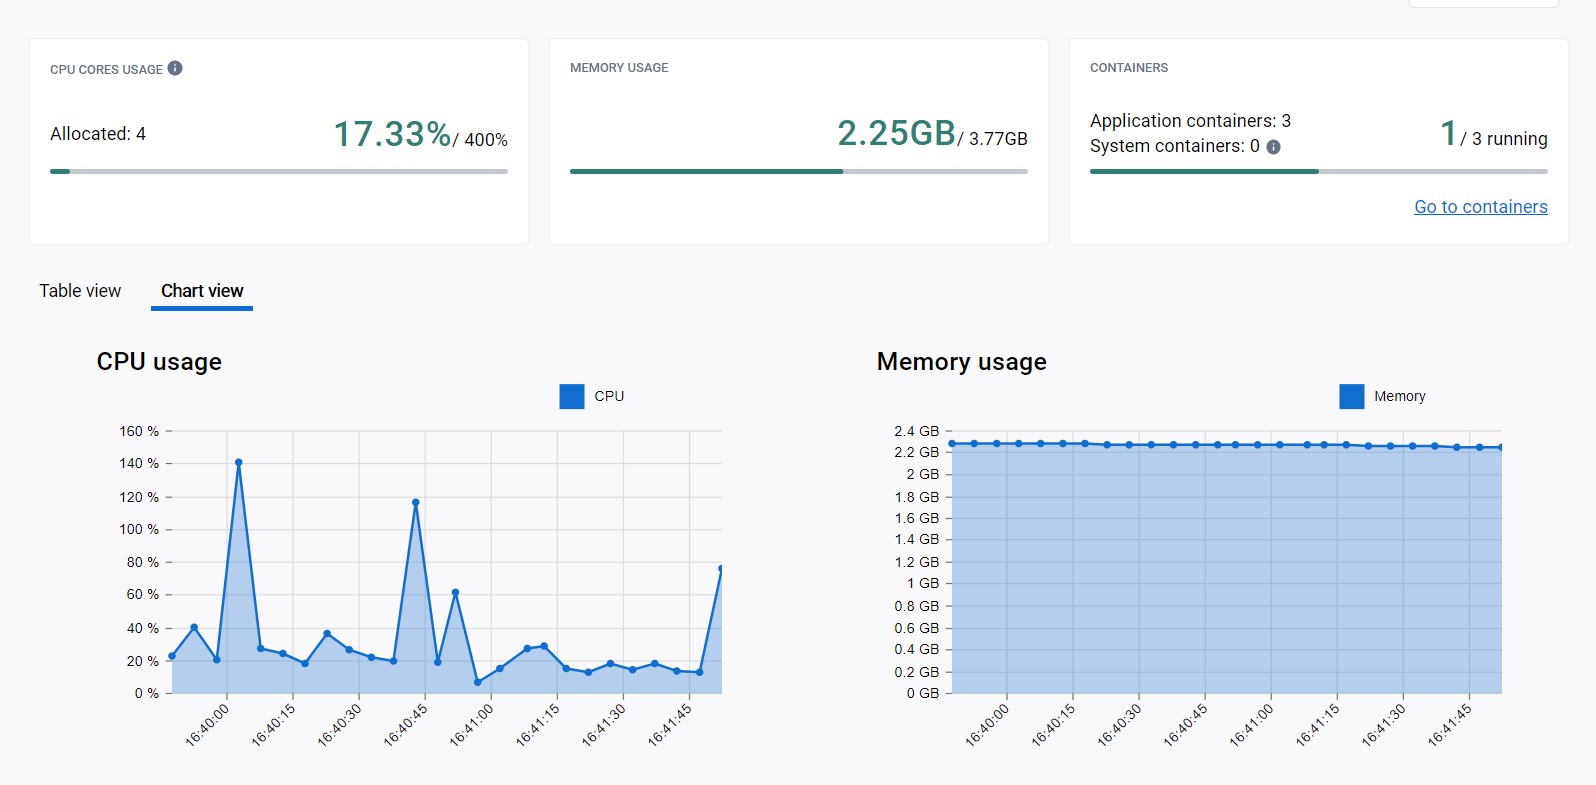 CPU CORES USAGE
Allocated: 4
17.33% / 400%
MEMORY USAGE
2.25GB / 3.77GB
CONTAINERS
Application containers: 3
System containers: 0
1 / 3 running
Go to containers
Table view
Chart view
CPU usage
CPU
160 %
140 %
120 %
100 %
80 %
60 %
40 %
20 %
0 %
16:40:00
16:40:15
16:40:30
16:40:45
16:41:00
16:41:15
16:41:30
16:41:45
Memory usage
Memory
2.4 GB
2.2 GB
2 GB
1.8 GB
1.6 GB
1.4 GB
1.2 GB
1 GB
0.8 GB
0.6 GB
0.4 GB
0.2 GB
0 GB
16:40:00
16:40:15
16:40:30
16:40:45
16:41:00
16:41:15
16:41:30
16:41:45